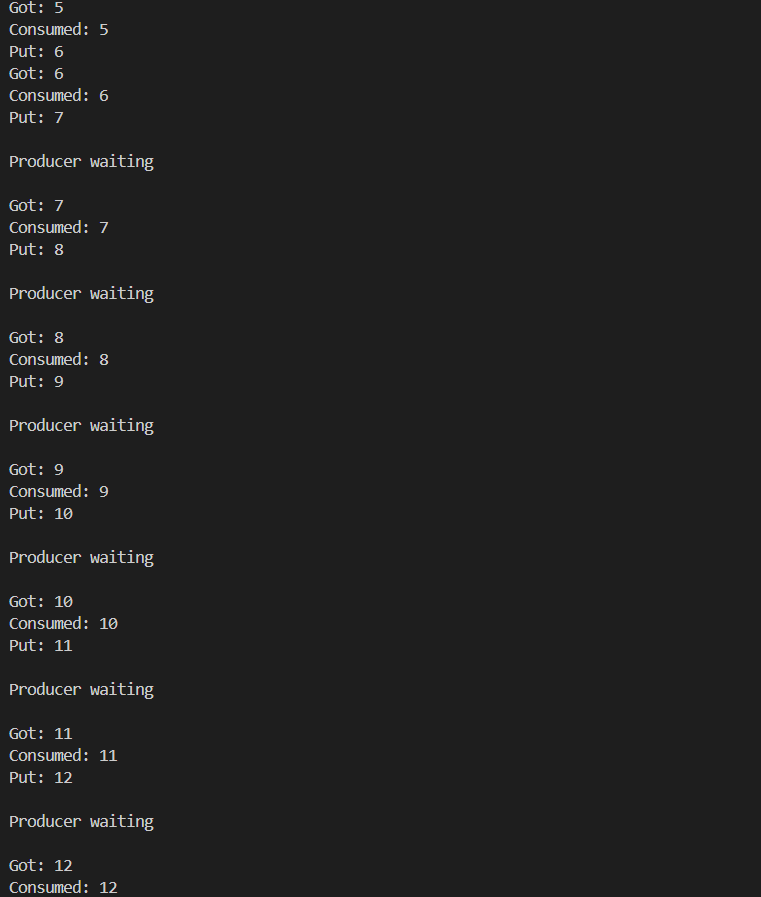 Got: 5
Consumed: 5
Put: 6
Got: 6
Consumed: 6
Put: 7
Producer waiting
Got: 7
Consumed: 7
Put: 8
Producer waiting
Got: 8
Consumed: 8
Put: 9
Producer waiting
Got: 9
Consumed: 9
Put: 10
Producer waiting
Got: 10
Consumed: 10
Put: 11
Producer waiting
Got: 11
Consumed: 11
Put: 12
Producer waiting
Got: 12
Consumed: 12